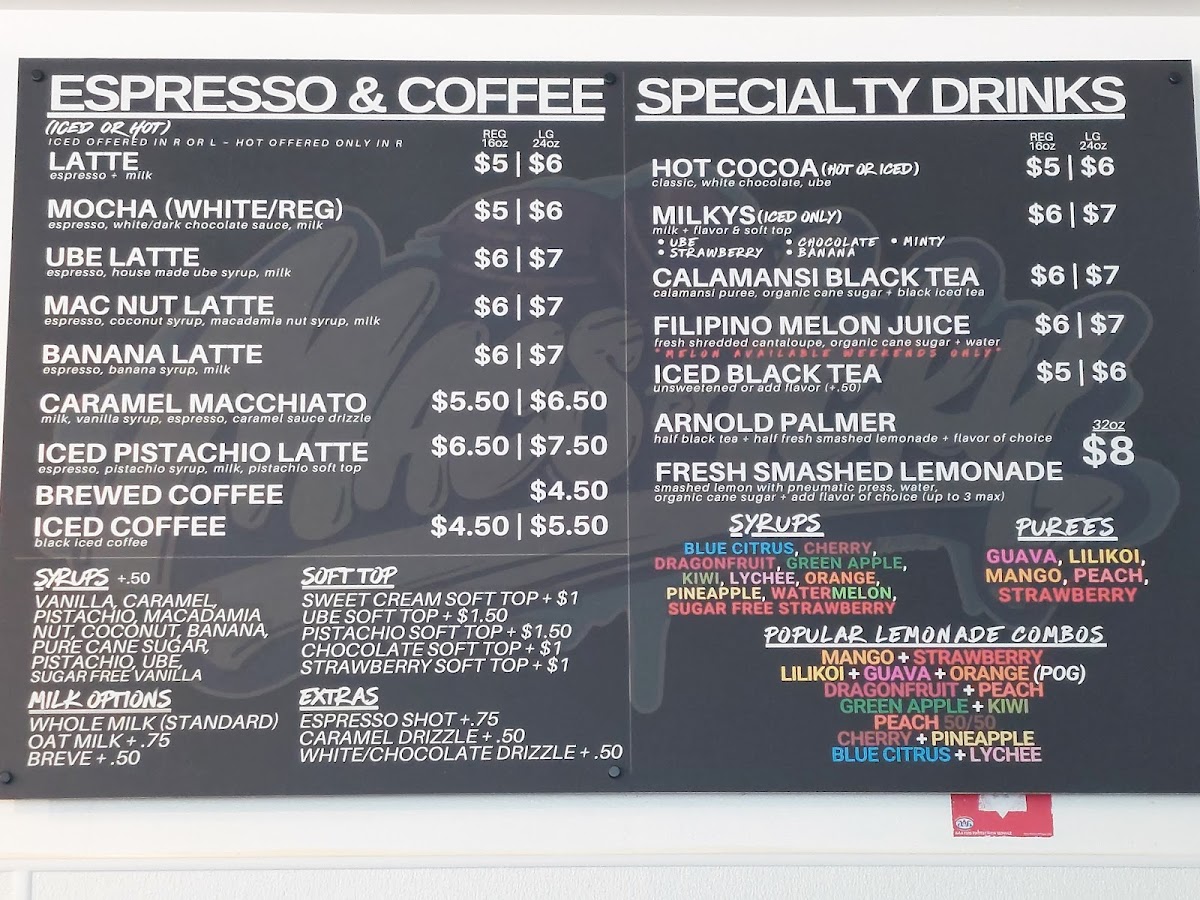 ESPRESSO & COFFEE
(ICED OR HOT)
ICED OFFERED IN R OR L - HOT OFFERED ONLY IN R
REG LG
16oz 24oz
LATTE $5 | $6
espresso + milk
MOCHA (WHITE/REG) $5 | $6
espresso, white/dark chocolate sauce, milk
UBE LATTE $6 | $7
espresso, house made ube syrup, milk
MAC NUT LATTE $6 | $7
espresso, coconut syrup, macadamia nut syrup, milk
BANANA LATTE $6 | $7
espresso, banana syrup, milk
CARAMEL MACCHIATO $5.50 | $6.50
milk, vanilla syrup, espresso, caramel sauce drizzle
ICED PISTACHIO LATTE $6.50 | $7.50
espresso, pistachio syrup, milk, pistachio soft top
BREWED COFFEE $4.50
ICED COFFEE $4.50 | $5.50
black iced coffee
SYRUPS +.50
VANILLA, CARAMEL,
PISTACHIO, MACADAMIA
NUT, COCONUT, BANANA,
PURE CANE SUGAR,
PISTACHIO, UBE,
SUGAR FREE VANILLA
MILK OPTIONS
WHOLE MILK (STANDARD)
OAT MILK + .75
BREVE + .50
SOFT TOP
SWEET CREAM SOFT TOP + $1
UBE SOFT TOP + $1.50
PISTACHIO SOFT TOP + $1.50
CHOCOLATE SOFT TOP + $1
STRAWBERRY SOFT TOP + $1
EXTRAS
ESPRESSO SHOT +.75
CARAMEL DRIZZLE + .50
WHITE/CHOCOLATE DRIZZLE + .50
SPECIALTY DRINKS
REG LG
16oz 24oz
HOT COCOA (HOT OR ICED) $5 | $6
classic, white chocolate, ube
MILKYS (ICED ONLY) $6 | $7
milk + flavor & soft top
• UBE • CHOCOLATE • MINTY
• STRAWBERRY • BANANA
CALAMANSI BLACK TEA $6 | $7
calamansi puree, organic cane sugar + black iced tea
FILIPINO MELON JUICE $6 | $7
fresh shredded cantaloupe, organic cane sugar + water
*MELON AVAILABLE WEEKENDS ONLY*
ICED BLACK TEA $5 | $6
unsweetened or add flavor (+.50)
ARNOLD PALMER 32oz
half black tea + half fresh smashed lemonade + flavor of choice $8
FRESH SMASHED LEMONADE
smashed lemon with pneumatic press, water,
organic cane sugar + add flavor of choice (up to 3 max)
SYRUPS
BLUE CITRUS, CHERRY,
DRAGONFRUIT, GREEN APPLE,
KIWI, LYCHEE, ORANGE,
PINEAPPLE, WATERMELON,
SUGAR FREE STRAWBERRY
PUREES
GUAVA, LILIKOI,
MANGO, PEACH,
STRAWBERRY
POPULAR LEMONADE COMBOS
MANGO + STRAWBERRY
LILIKOI + GUAVA + ORANGE (POG)
DRAGONFRUIT + PEACH
GREEN APPLE + KIWI
PEACH 50/50
CHERRY + PINEAPPLE
BLUE CITRUS + LYCHEE